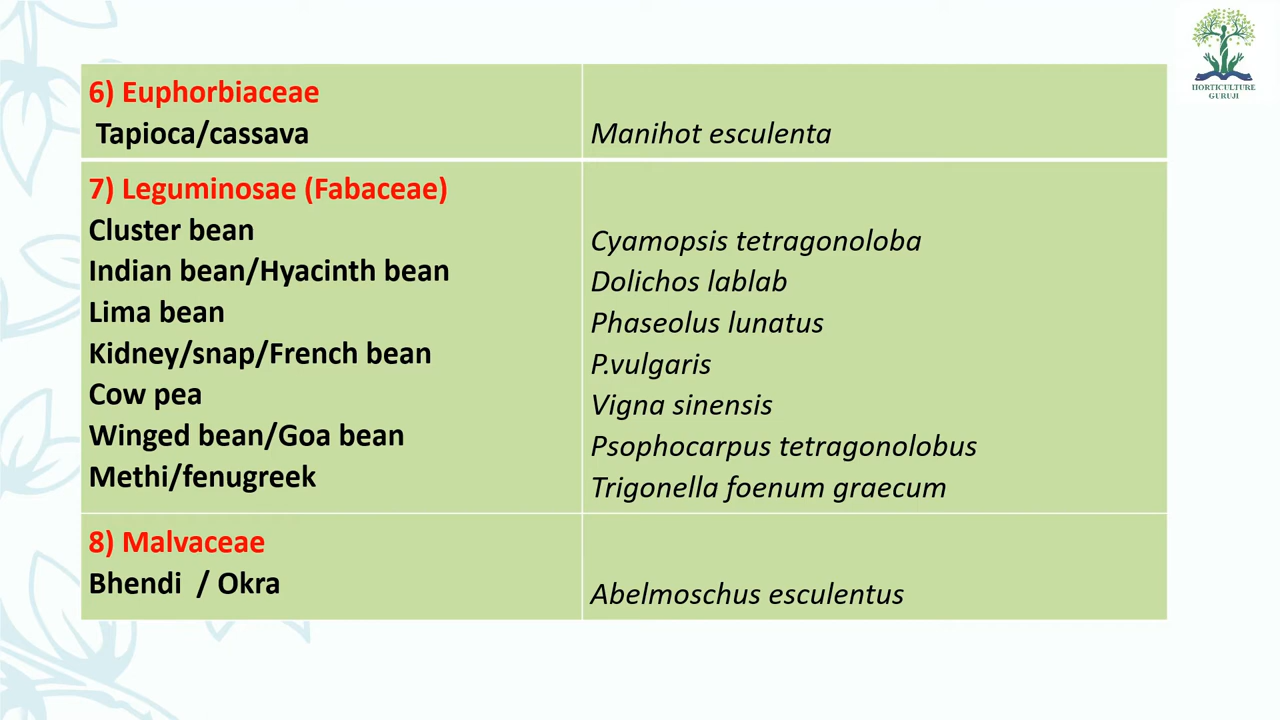 HORTICULTURE
GURUJI
6) Euphorbiaceae
Tapioca/cassava
Manihot esculenta
7) Leguminosae (Fabaceae)
Cluster bean
Cyamopsis tetragonoloba
Indian bean/Hyacinth bean
Dolichos lablab
Lima bean
Phaseolus lunatus
Kidney/snap/French bean
P.vulgaris
Cow pea
Vigna sinensis
Winged bean/Goa bean
Psophocarpus tetragonolobus
Methi/fenugreek
Trigonella foenum graecum
8) Malvaceae
Bhendi / Okra
Abelmoschus esculentus